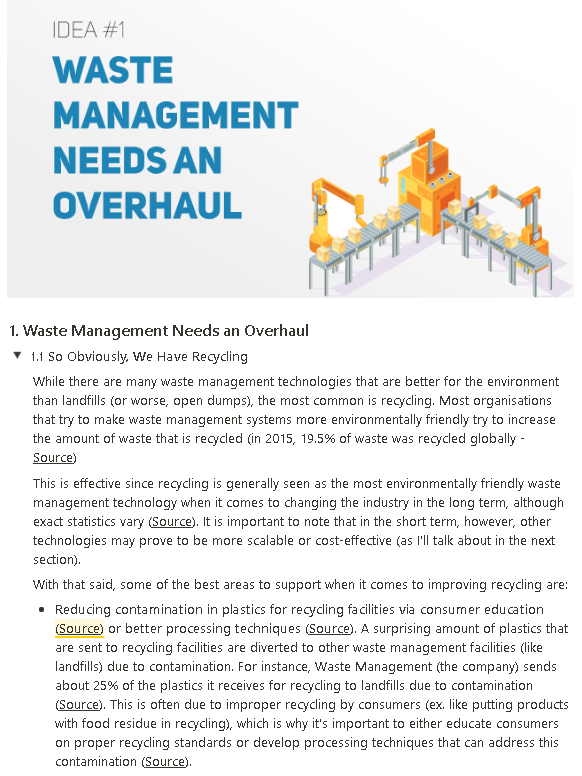 IDEA #1
WASTE
MANAGEMENT
NEEDS AN
OVERHAUL
1. Waste Management Needs an Overhaul
1.1 So Obviously, We Have Recycling
While there are many waste management technologies that are better for the environment
than landfills (or worse, open dumps), the most common is recycling. Most organisations
that try to make waste management systems more environmentally friendly try to increase
the amount of waste that is recycled (in 2015, 19.5% of waste was recycled globally -
Source)
This is effective since recycling is generally seen as the most environmentally friendly waste
management technology when it comes to changing the industry in the long term, although
exact statistics vary (Source). It is important to note that in the short term, however, other
technologies may prove to be more scalable or cost-effective (as I'll talk about in the next
section).
With that said, some of the best areas to support when it comes to improving recycling are:
• Reducing contamination in plastics for recycling facilities via consumer education
(Source) or better processing techniques (Source). A surprising amount of plastics that
are sent to recycling facilities are diverted to other waste management facilities (like
landfills) due to contamination. For instance, Waste Management (the company) sends
about 25% of the plastics it receives for recycling to landfills due to contamination
(Source). This is often due to improper recycling by consumers (ex. like putting products
with food residue in recycling), which is why it's important to either educate consumers
on proper recycling standards or develop processing techniques that can address this
contamination (Source).